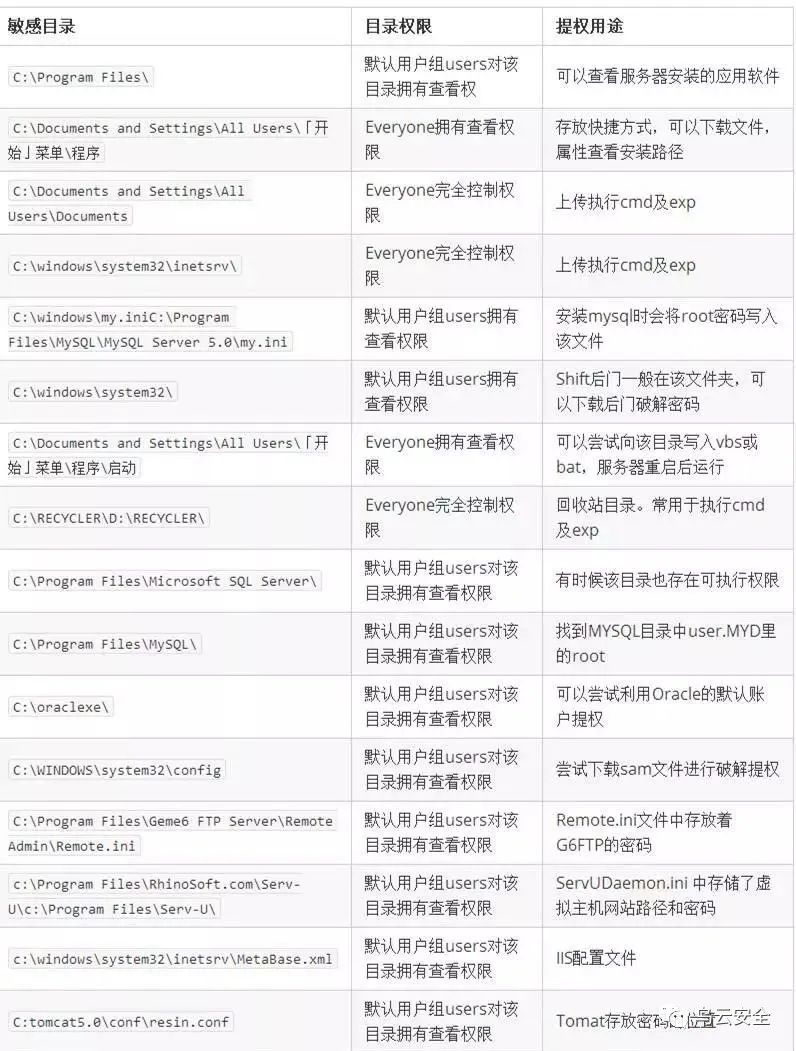 敏感目录
目录权限
提权用途
C:\Program Files\
默认用户组users对该
目录拥有查看权
可以查看服务器安装的应用软件
C:\Documents and Settings\All Users\「开
始」菜单\程序
Everyone拥有查看权
限
存放快捷方式，可以下载文件，
属性查看安装路径
C:\Documents and Settings\All
Users\Documents
Everyone完全控制权
限
上传执行cmd及exp
C:\windows\system32\inetsrv\
Everyone完全控制权
限
上传执行cmd及exp
C:\windows\my.iniC:\Program
Files\MySQL\MySQL Server 5.0\my.ini
默认用户组users拥有
查看权限
安装mysql时会将root密码写入
该文件
C:\windows\system32\
默认用户组users拥有
查看权限
Shift后门一般在该文件夹，可
以下载后门破解密码
C:\Documents and Settings\All Users\「开
始」菜单\程序\启动
Everyone拥有查看权
限
可以尝试向该目录写入vbs或
bat，服务器重启后运行
C:\RECYCLER\D:\RECYCLER\
Everyone完全控制权
限
回收站目录。常用于执行cmd
及exp
C:\Program Files\Microsoft SQL Server\
默认用户组users对该
目录拥有查看权限
有时候该目录也存在可执行权限
C:\Program Files\MySQL\
默认用户组users对该
目录拥有查看权限
找到MYSQL目录中user.MYD里
的root
C:\oraclexe\
默认用户组users对该
目录拥有查看权限
可以尝试利用Oracle的默认账
户提权
C:\WINDOWS\system32\config
默认用户组users对该
目录拥有查看权限
尝试下载sam文件进行破解提权
C:\Program Files\Geme6 FTP Server\Remote
Admin\Remote.ini
默认用户组users对该
目录拥有查看权限
Remote.ini文件中存放着
G6FTP的密码
c:\Program Files\RhinoSoft.com\Serv-
U\c:\Program Files\Serv-U\
默认用户组users对该
目录拥有查看权限
ServUDaemon.ini 中存储了虚
拟主机网站路径和密码
c:\windows\system32\inetsrv\MetaBase.xml
默认用户组users对该
目录拥有查看权限
IIS配置文件
C:tomcat5.0\conf\resin.conf
默认用户组users对该
目录拥有查看权限
Tomat存放密码的位置
云安全